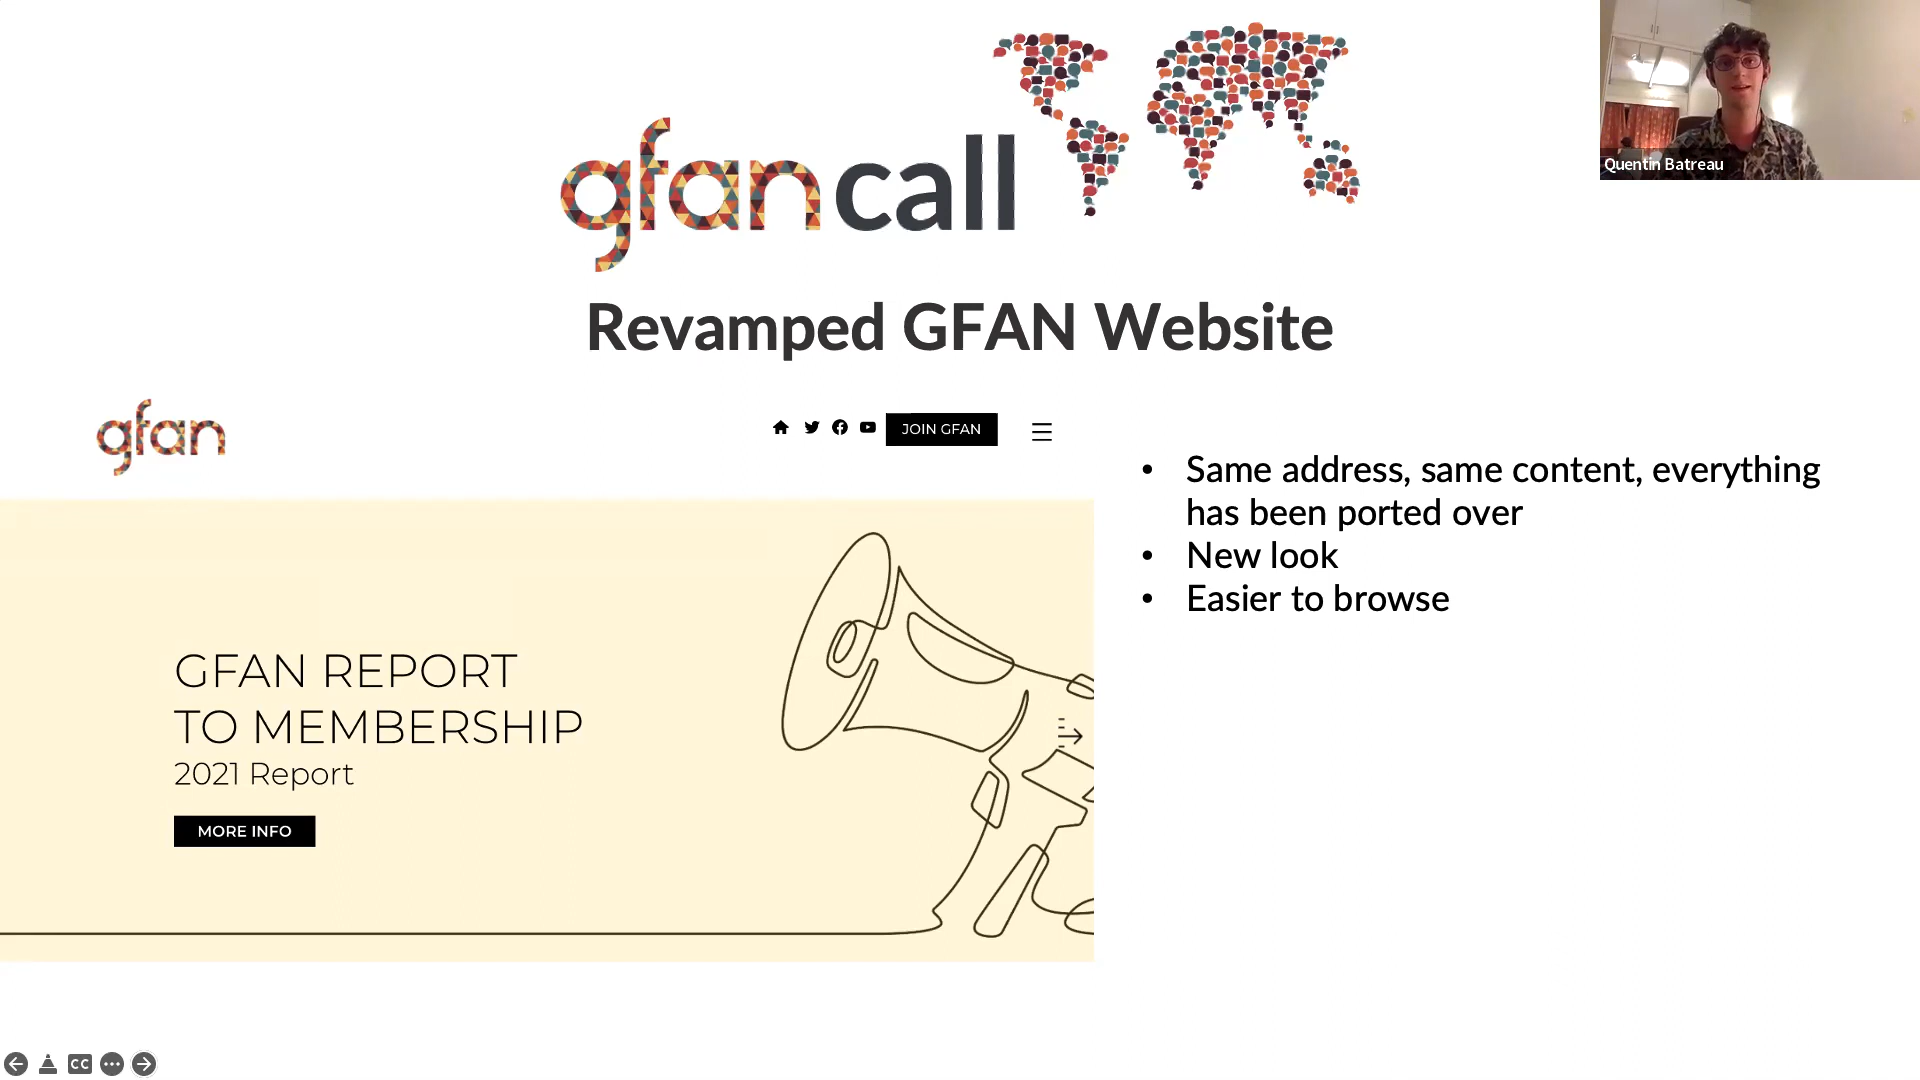 gfan call
Quentin Batreau
Revamped GFAN Website
gfan
JOIN GFAN
• Same address, same content, everything
has been ported over
• New look
• Easier to browse
GFAN REPORT
TO MEMBERSHIP
2021 Report
MORE INFO
CC